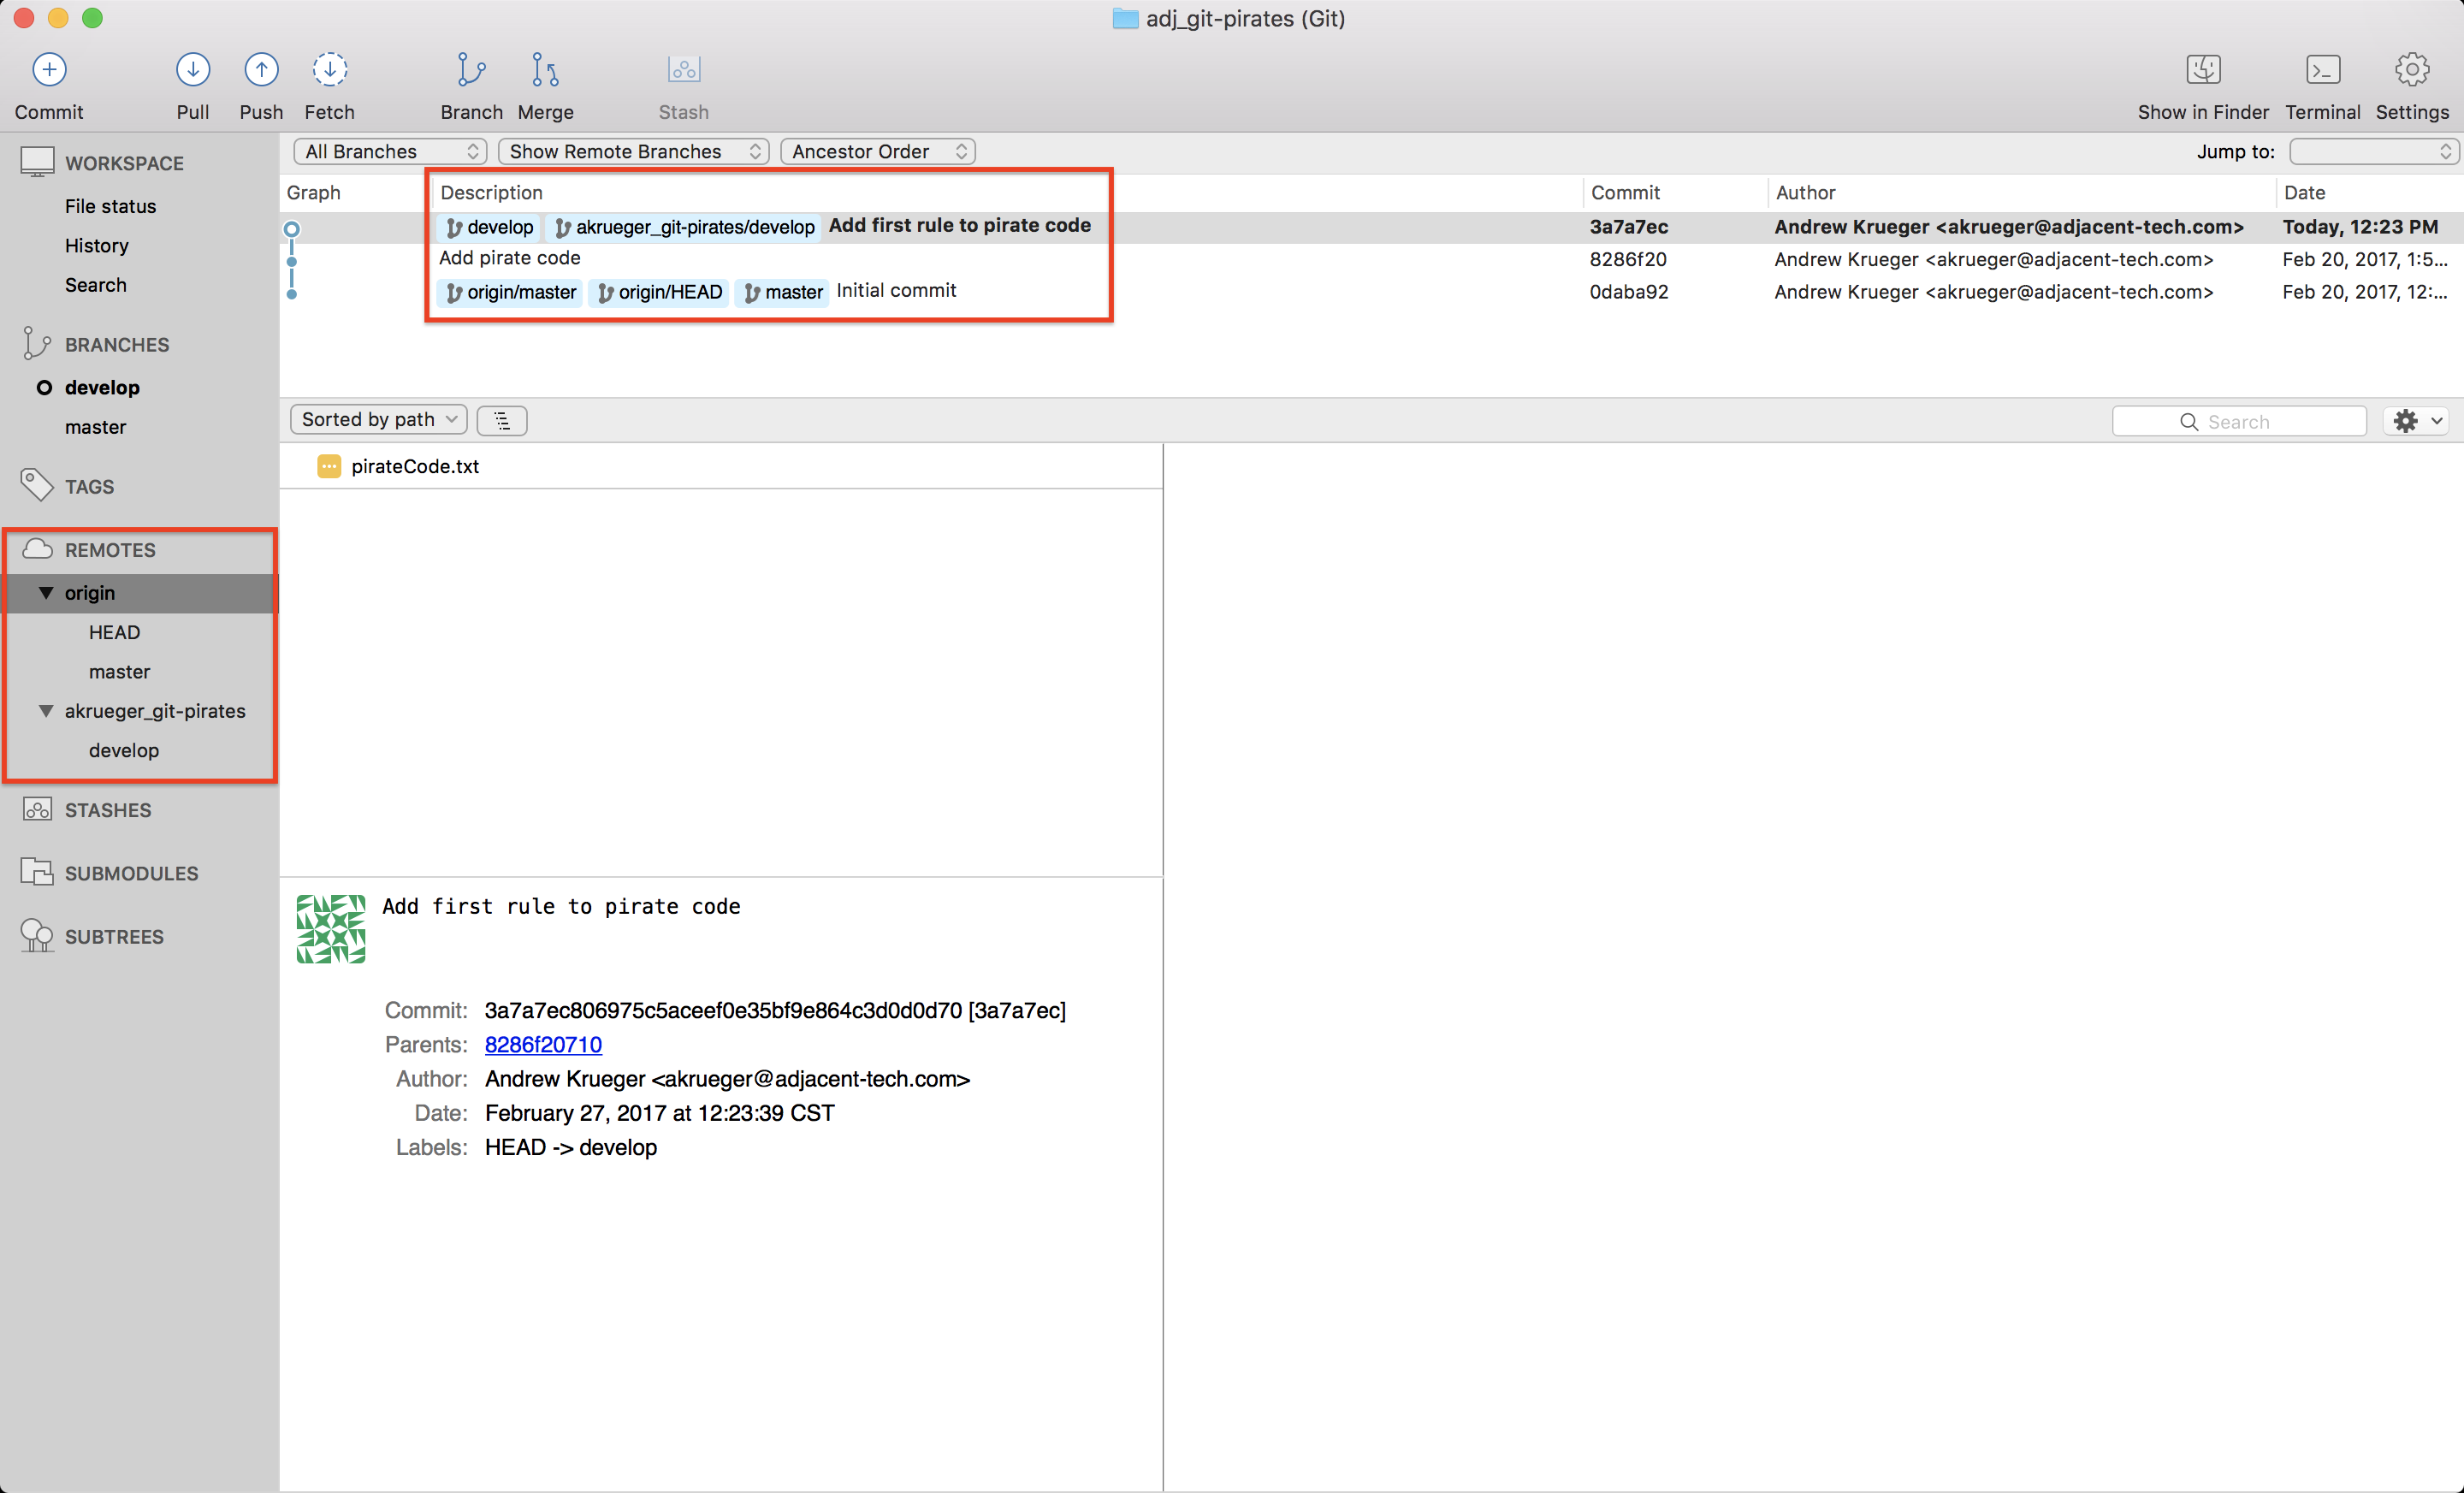 adj_git-pirates (Git)
Commit Pull Push Fetch Branch Merge Stash Show in Finder Terminal Settings
All Branches Show Remote Branches Ancestor Order Jump to:
Graph Description Commit Author Date
develop akrueger_git-pirates/develop Add first rule to pirate code 3a7a7ec Andrew Krueger <akrueger@adjacent-tech.com> Today, 12:23 PM
Add pirate code 8286f20 Andrew Krueger <akrueger@adjacent-tech.com> Feb 20, 2017, 1:5...
origin/master origin/HEAD master Initial commit 0daba92 Andrew Krueger <akrueger@adjacent-tech.com> Feb 20, 2017, 12:...
WORKSPACE
File status
History
Search
BRANCHES
develop
master
TAGS
REMOTES
origin
HEAD
master
akrueger_git-pirates
develop
STASHES
SUBMODULES
SUBTREES
Sorted by path Search
pirateCode.txt
Add first rule to pirate code
Commit: 3a7a7ec806975c5aceef0e35bf9e864c3d0d0d70 [3a7a7ec]
Parents: 8286f20710
Author: Andrew Krueger <akrueger@adjacent-tech.com>
Date: February 27, 2017 at 12:23:39 CST
Labels: HEAD -> develop